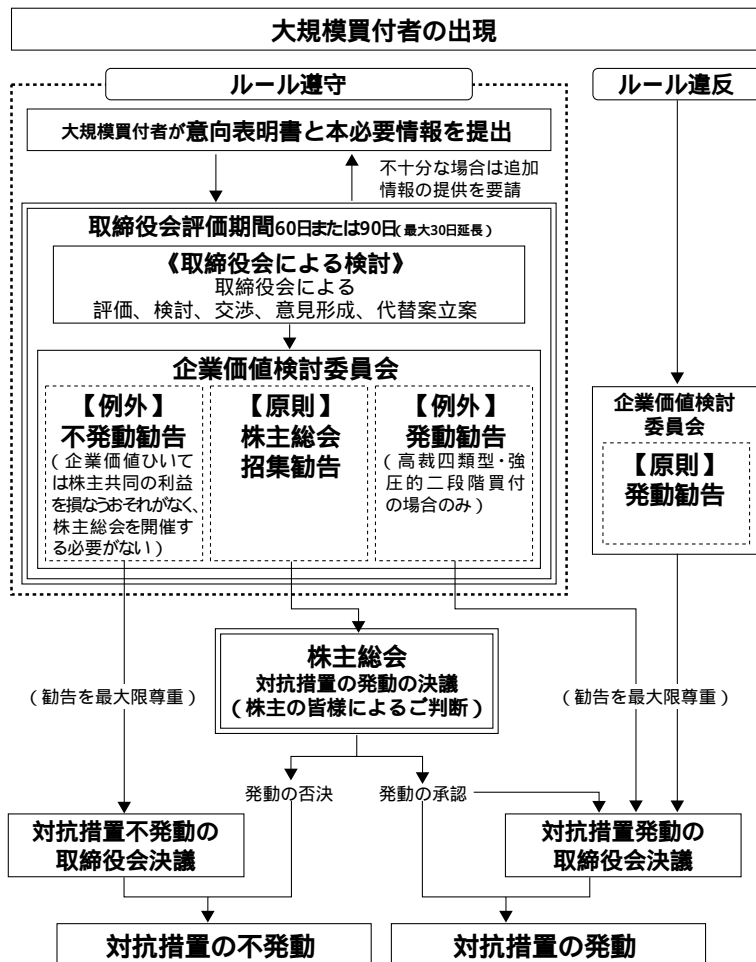 大規模買付者の出現
ルール遵守
ルール違反
大規模買付者が意向表明書と本必要情報を提出
不十分な場合は追加
情報の提供を要請
取締役会評価期間60日または90日(最大30日延長)
《取締役会による検討》
取締役会による
評価、検討、交渉、意見形成、代替案立案
企業価値検討委員会
【例外】
不発動勧告
(企業価値ひいて
は株主共同の利益
を損なうおそれがなく、
株主総会を開催す
る必要がない)
【原則】
株主総会
招集勧告
【例外】
発動勧告
(高裁四類型・強
圧的二段階買付
の場合のみ)
企業価値検討
委員会
【原則】
発動勧告
(勧告を最大限尊重)
株主総会
対抗措置の発動の決議
(株主の皆様によるご判断)
(勧告を最大限尊重)
発動の否決
発動の承認
対抗措置不発動の
取締役会決議
対抗措置発動の
取締役会決議
対抗措置の不発動
対抗措置の発動